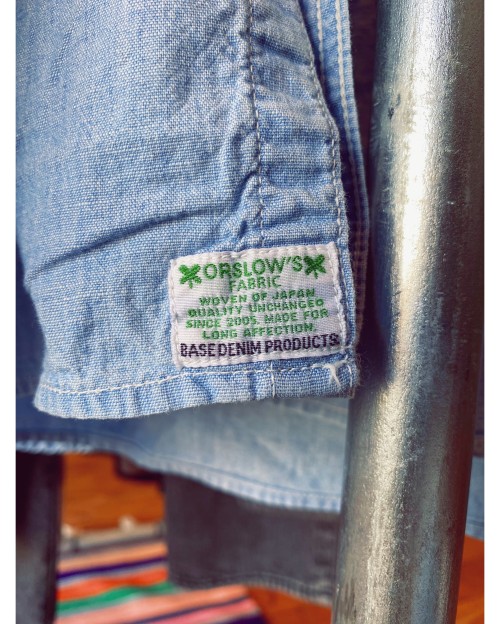 ORSLOW'S
FABRIC
WOVEN OF JAPAN
QUALITY UNCHANGED
SINCE 2005. MADE FOR
LONG AFFECTION.
BASE DENIM PRODUCTS